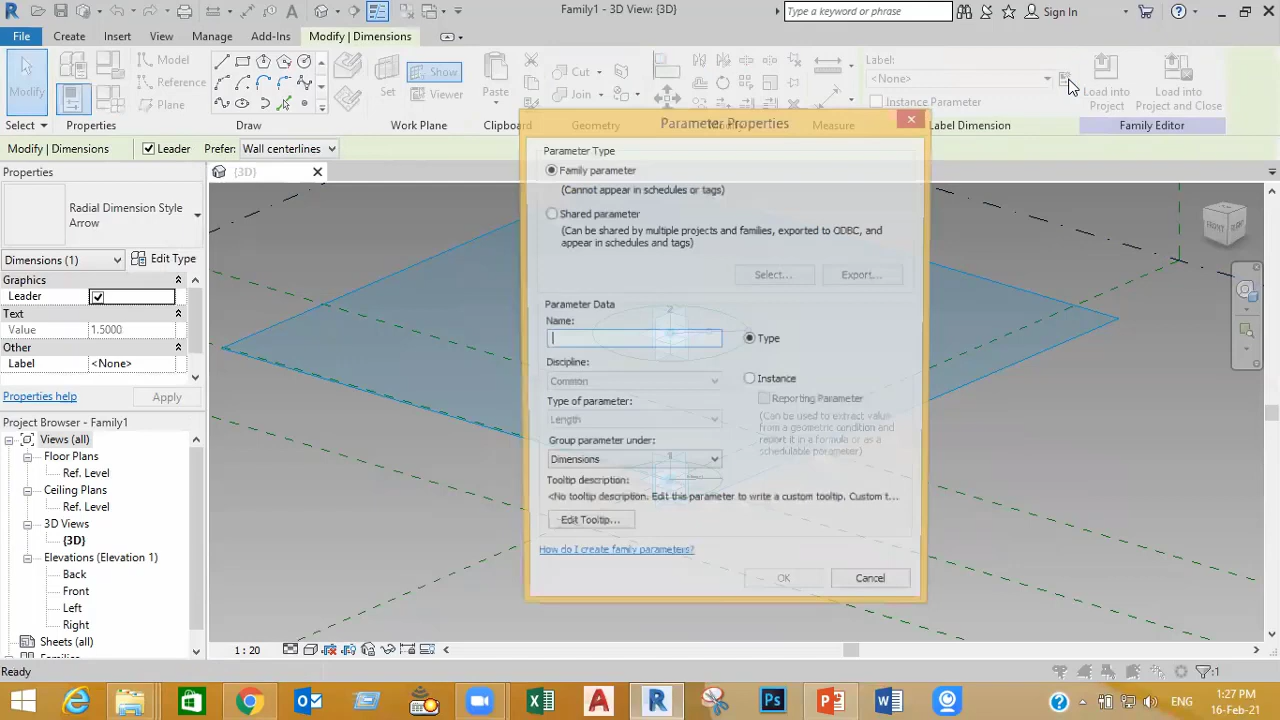 Family1 - 3D View: {3D}
Type a keyword or phrase
Sign In
File
Create
Insert
View
Manage
Add-Ins
Modify | Dimensions
Modify
Select
Properties
Model
Reference
Plane
Draw
Set
Show
Viewer
Work Plane
Paste
Clipboard
Cut
Join
Geometry
Modify
Measure
Label:
<None>
Instance Parameter
Label Dimension
Load into
Project
Load into
Project and Close
Family Editor
Modify | Dimensions
Leader
Prefer:
Wall centerlines
Properties
{3D}
Radial Dimension Style
Arrow
Dimensions (1)
Edit Type
Graphics
Leader
Text
Value 1.5000
Other
Label <None>
Properties help
Apply
Project Browser - Family1
Views (all)
Floor Plans
Ref. Level
Ceiling Plans
Ref. Level
3D Views
{3D}
Elevations (Elevation 1)
Back
Front
Left
Right
Sheets (all)
Families
Parameter Properties
Parameter Type
Family parameter
(Cannot appear in schedules or tags)
Shared parameter
(Can be shared by multiple projects and families, exported to ODBC, and
appear in schedules and tags)
Select...
Export...
Parameter Data
Name:
Type
Discipline:
Common
Instance
Reporting Parameter
Type of parameter:
Length
(Can be used to extract value
from a geometric condition and
report it in a formula or as a
schedulable parameter)
Group parameter under:
Dimensions
Tooltip description:
<No tooltip description. Edit this parameter to write a custom tooltip. Custom t...
Edit Tooltip...
How do I create family parameters?
OK
Cancel
2
1
FRONT
1 : 20
Ready
:1
ENG
1:27 PM
16-Feb-21